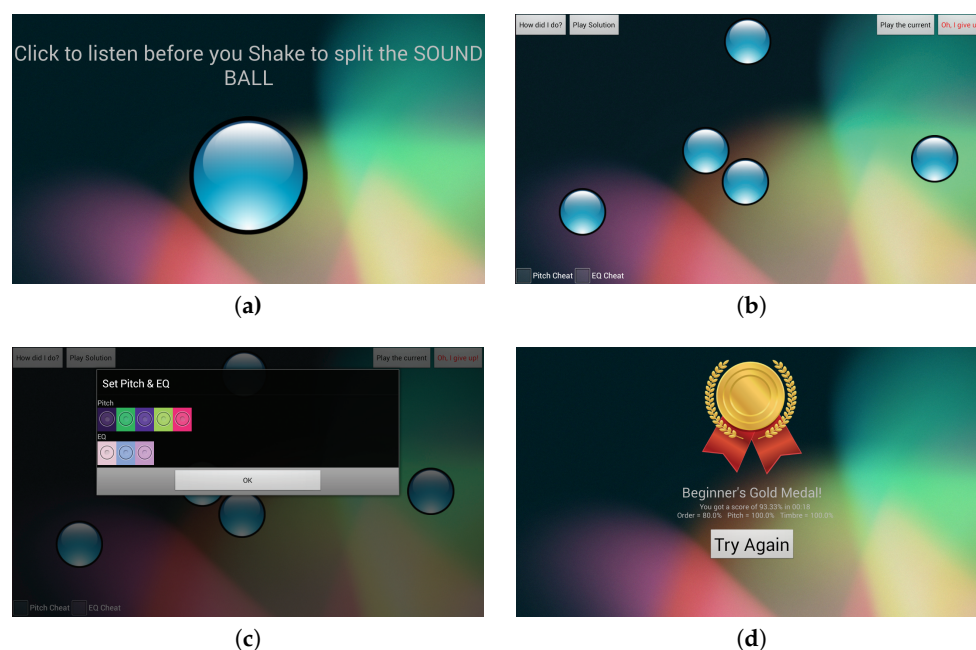 Click to listen before you Shake to split the SOUND
BALL
(a)
How did I do? Play Solution Play the current Oh, I give u
Pitch Cheat EQ Cheat
(b)
How did I do? Play Solution Play the current Oh, I give up!
Set Pitch & EQ
Pitch
EQ
OK
Pitch Cheat EQ Cheat
(c)
Beginner's Gold Medal!
You got a score of 93.33% in 00:18
Order = 80.0% Pitch = 100.0% Timbre = 100.0%
Try Again
(d)